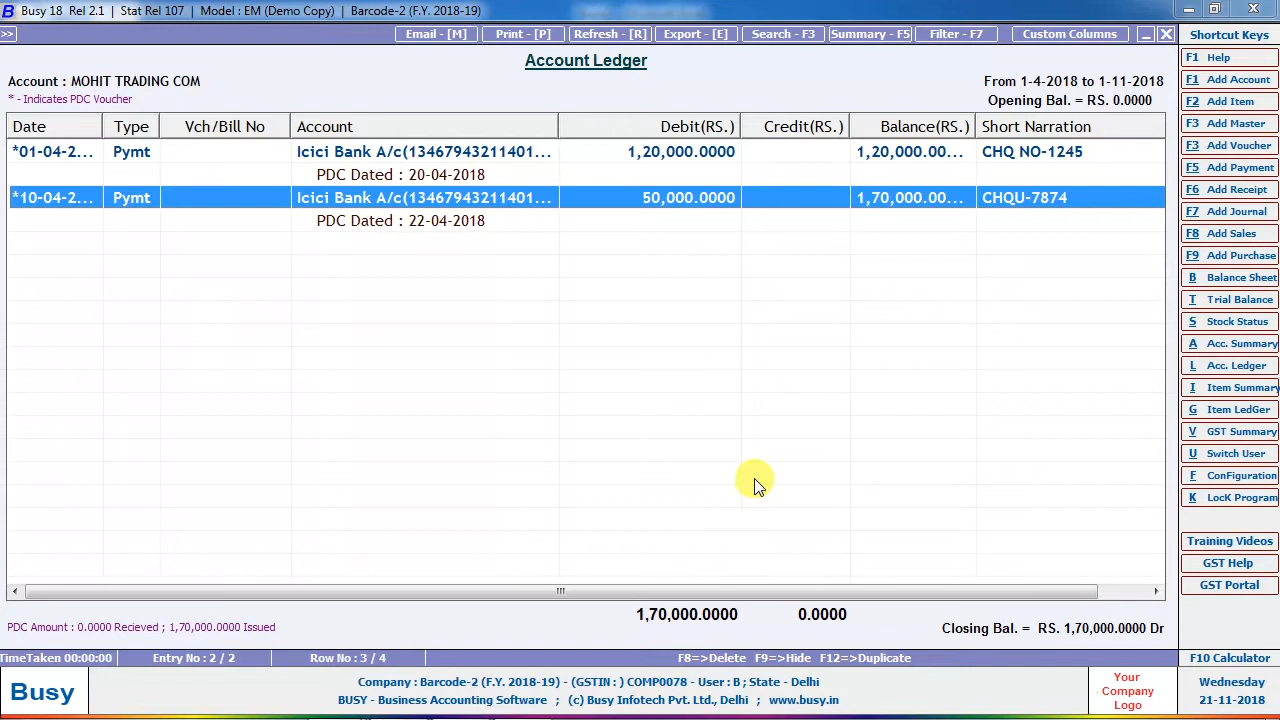 Busy 18 Rel 2.1 | Stat Rel 107 | Model : EM (Demo Copy) | Barcode-2 (F.Y. 2018-19)
>> Email - [M] Print - [P] Refresh - [R] Export - [E] Search - F3 Summary - F5 Filter - F7 Custom Columns
Account Ledger
Account : MOHIT TRADING COM From 1-4-2018 to 1-11-2018
* - Indicates PDC Voucher Opening Bal. = RS. 0.0000
Date Type Vch/Bill No Account Debit(RS.) Credit(RS.) Balance(RS.) Short Narration
*01-04-2... Pymt Icici Bank A/c(13467943211401... 1,20,000.0000 1,20,000.00... CHQ NO-1245
PDC Dated : 20-04-2018
*10-04-2... Pymt Icici Bank A/c(13467943211401... 50,000.0000 1,70,000.00... CHQU-7874
PDC Dated : 22-04-2018
1,70,000.0000 0.0000
PDC Amount : 0.0000 Recieved ; 1,70,000.0000 Issued Closing Bal. = RS. 1,70,000.0000 Dr
TimeTaken 00:00:00 Entry No : 2 / 2 Row No : 3 / 4 F8=>Delete F9=>Hide F12=>Duplicate
Busy
Company : Barcode-2 (F.Y. 2018-19) - (GSTIN : ) COMP0078 - User : B ; State - Delhi
BUSY - Business Accounting Software ; (c) Busy Infotech Pvt. Ltd., Delhi ; www.busy.in
Your
Company
Logo
Shortcut Keys
F1 Help
F1 Add Account
F2 Add Item
F3 Add Master
F3 Add Voucher
F5 Add Payment
F6 Add Receipt
F7 Add Journal
F8 Add Sales
F9 Add Purchase
B Balance Sheet
T Trial Balance
S Stock Status
A Acc. Summary
L Acc. Ledger
I Item Summary
G Item LedGer
V GST Summary
U Switch User
F ConFiguration
K LocK Program
Training Videos
GST Help
GST Portal
F10 Calculator
Wednesday
21-11-2018